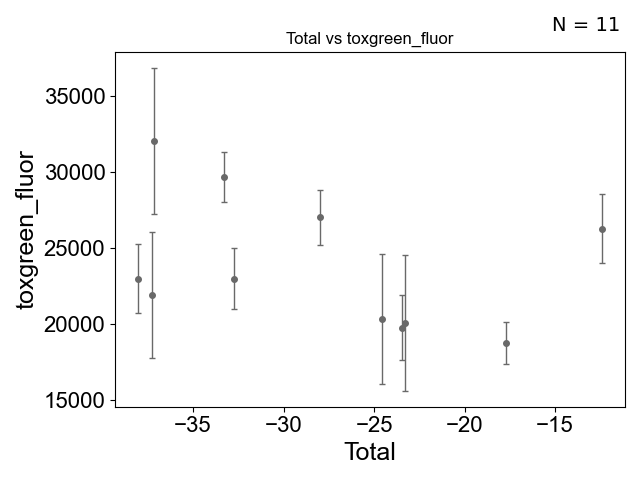 N = 11
Total vs toxgreen_fluor
35000
30000
25000
20000
15000
toxgreen_fluor
−35 −30 −25 −20 −15
Total